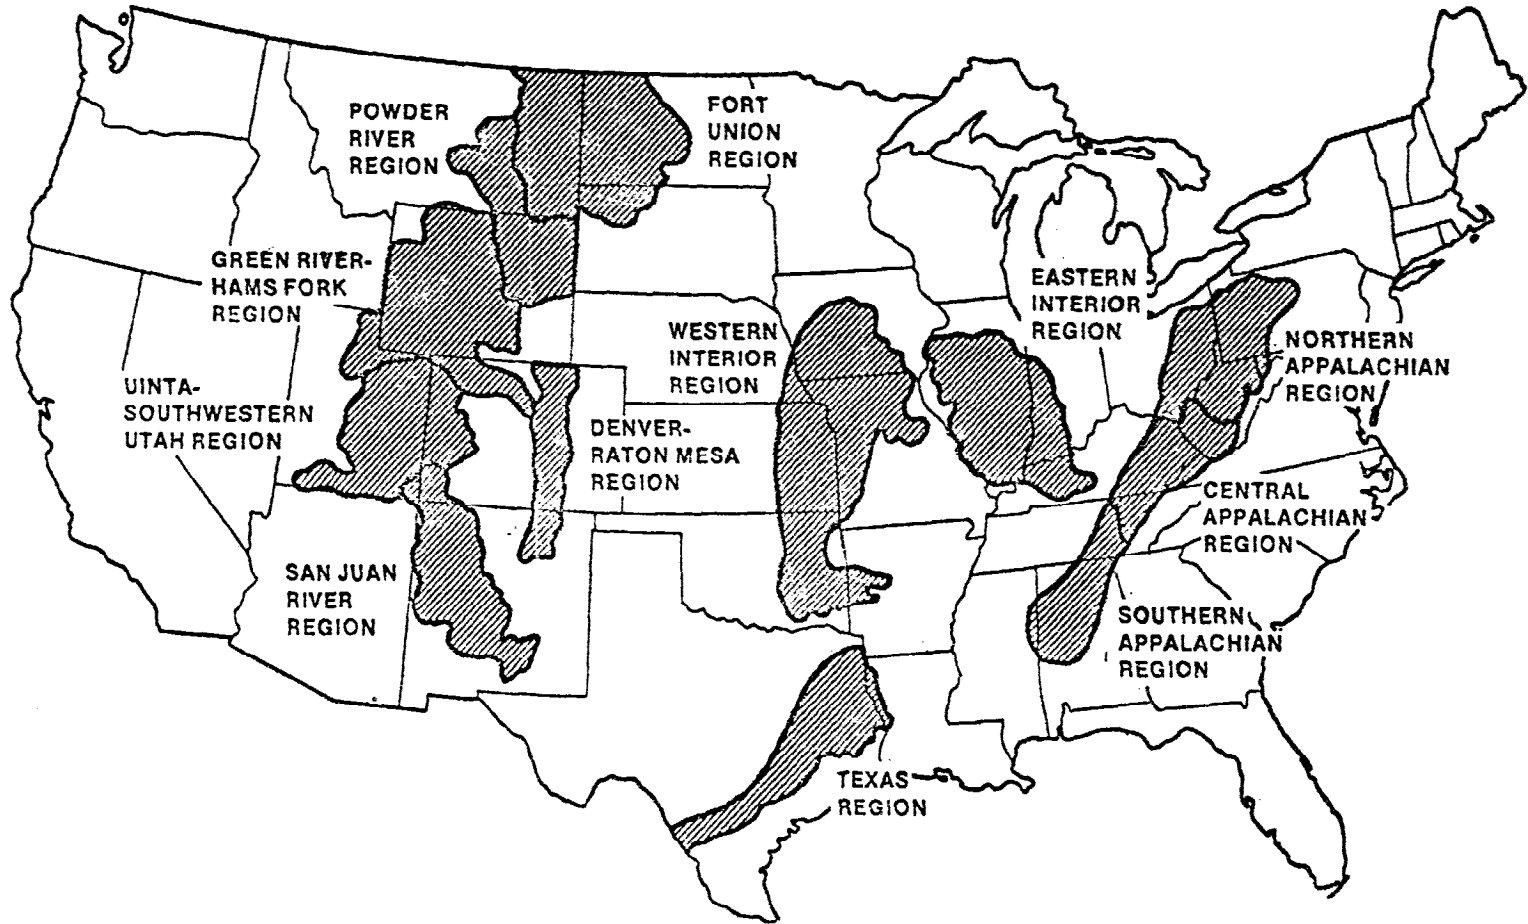 POWDER
RIVER
REGION
FORT
UNION
REGION
GREEN RIVER-
HAMS FORK
REGION
EASTERN
INTERIOR
REGION
WESTERN
INTERIOR
REGION
NORTHERN
APPALACHIAN
REGION
UINTA-
SOUTHWESTERN
UTAH REGION
DENVER-
RATON MESA
REGION
CENTRAL
APPALACHIAN
REGION
SAN JUAN
RIVER
REGION
SOUTHERN
APPALACHIAN
REGION
TEXAS
REGION